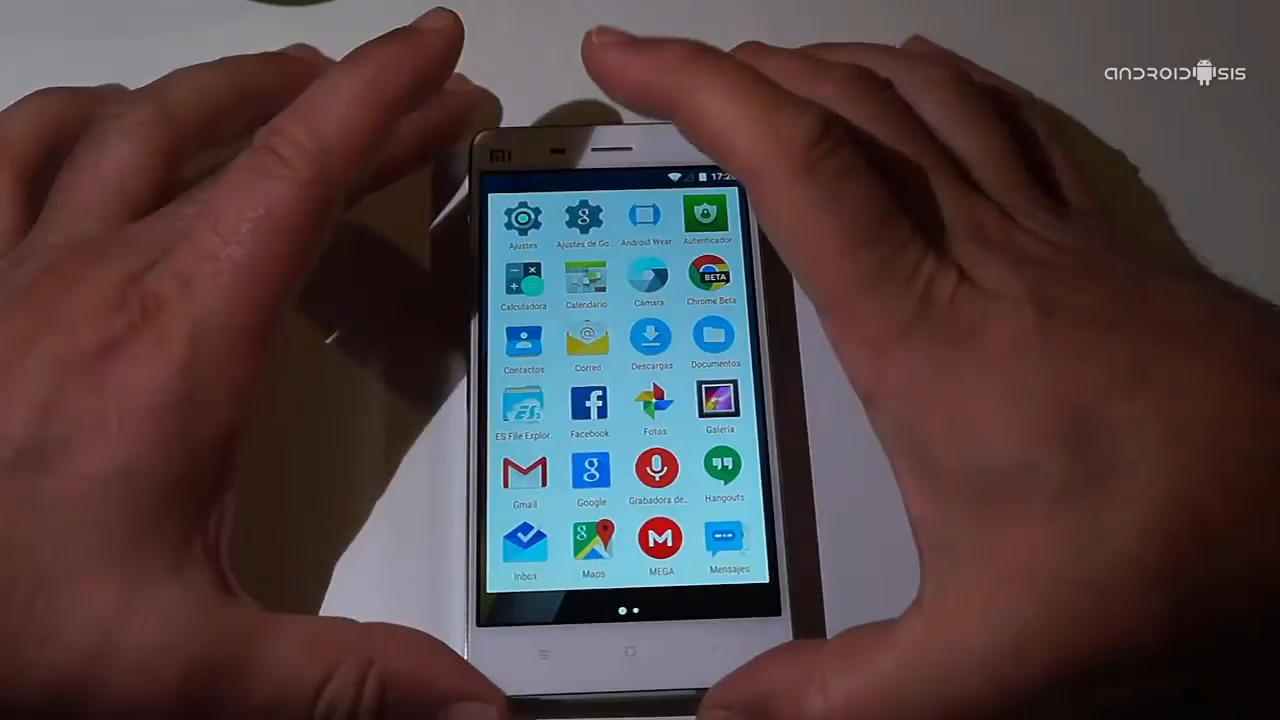 ANDROIDSIS
MI
17:2
Ajustes
Ajustes de Go..
Android Wear
Autenticador
Calculadora
Calendario
Cámara
BETA
Chrome Beta
Contactos
Correo
Descargas
Documentos
ES
ES File Explor..
Facebook
Fotos
Galería
Gmail
Google
Grabadora de..
Hangouts
Inbox
Maps
MEGA
Mensajes